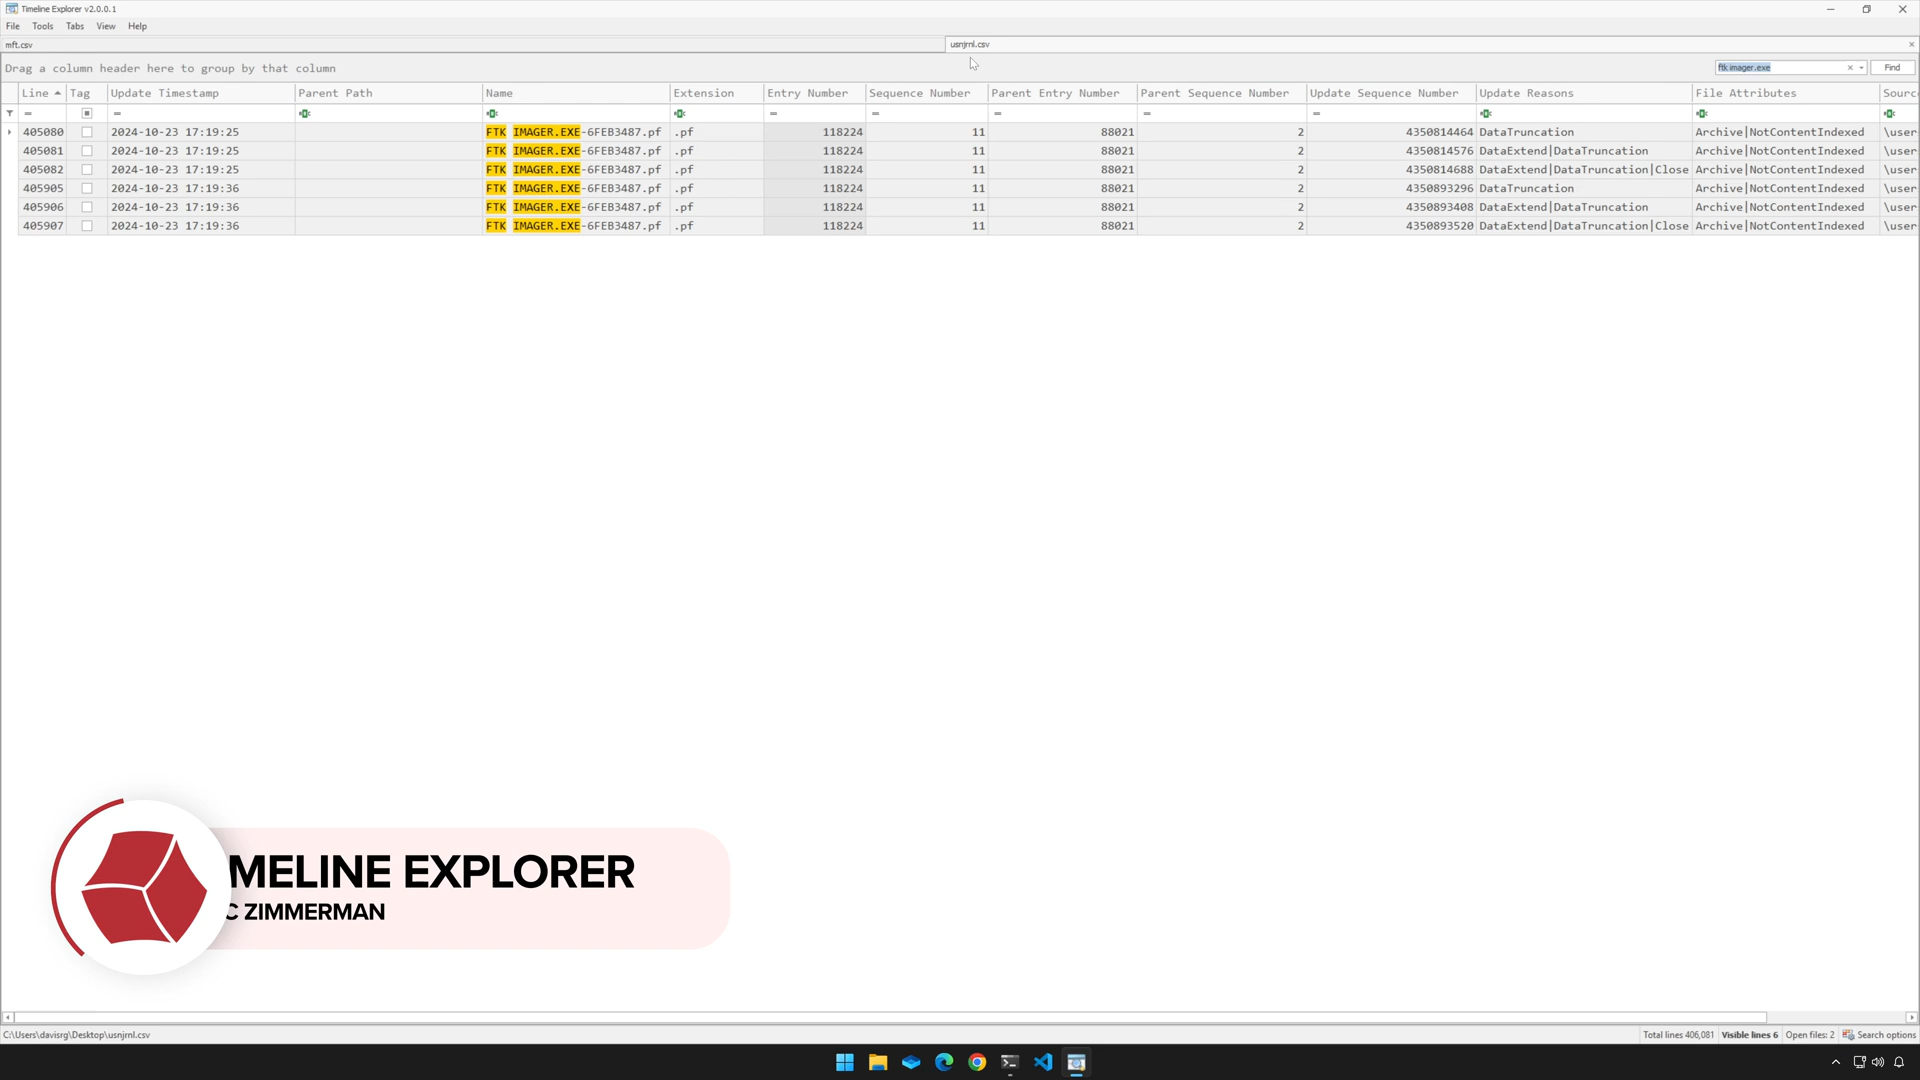 Timeline Explorer v2.0.0.1
File Tools Tabs View Help
mft.csv usnjrnl.csv
Drag a column header here to group by that column ftk imager.exe Find
Line Tag Update Timestamp Parent Path Name Extension Entry Number Sequence Number Parent Entry Number Parent Sequence Number Update Sequence Number Update Reasons File Attributes Sourc
405080 2024-10-23 17:19:25 FTK IMAGER.EXE-6FEB3487.pf .pf 118224 11 88021 2 4350814464 DataTruncation Archive|NotContentIndexed \user
405081 2024-10-23 17:19:25 FTK IMAGER.EXE-6FEB3487.pf .pf 118224 11 88021 2 4350814576 DataExtend|DataTruncation Archive|NotContentIndexed \user
405082 2024-10-23 17:19:25 FTK IMAGER.EXE-6FEB3487.pf .pf 118224 11 88021 2 4350814688 DataExtend|DataTruncation|Close Archive|NotContentIndexed \user
405905 2024-10-23 17:19:36 FTK IMAGER.EXE-6FEB3487.pf .pf 118224 11 88021 2 4350893296 DataTruncation Archive|NotContentIndexed \user
405906 2024-10-23 17:19:36 FTK IMAGER.EXE-6FEB3487.pf .pf 118224 11 88021 2 4350893408 DataExtend|DataTruncation Archive|NotContentIndexed \user
405907 2024-10-23 17:19:36 FTK IMAGER.EXE-6FEB3487.pf .pf 118224 11 88021 2 4350893520 DataExtend|DataTruncation|Close Archive|NotContentIndexed \user
MELINE EXPLORER
C ZIMMERMAN
C:\Users\davisrg\Desktop\usnjrnl.csv Total lines 406,081 Visible lines 6 Open files: 2 Search options